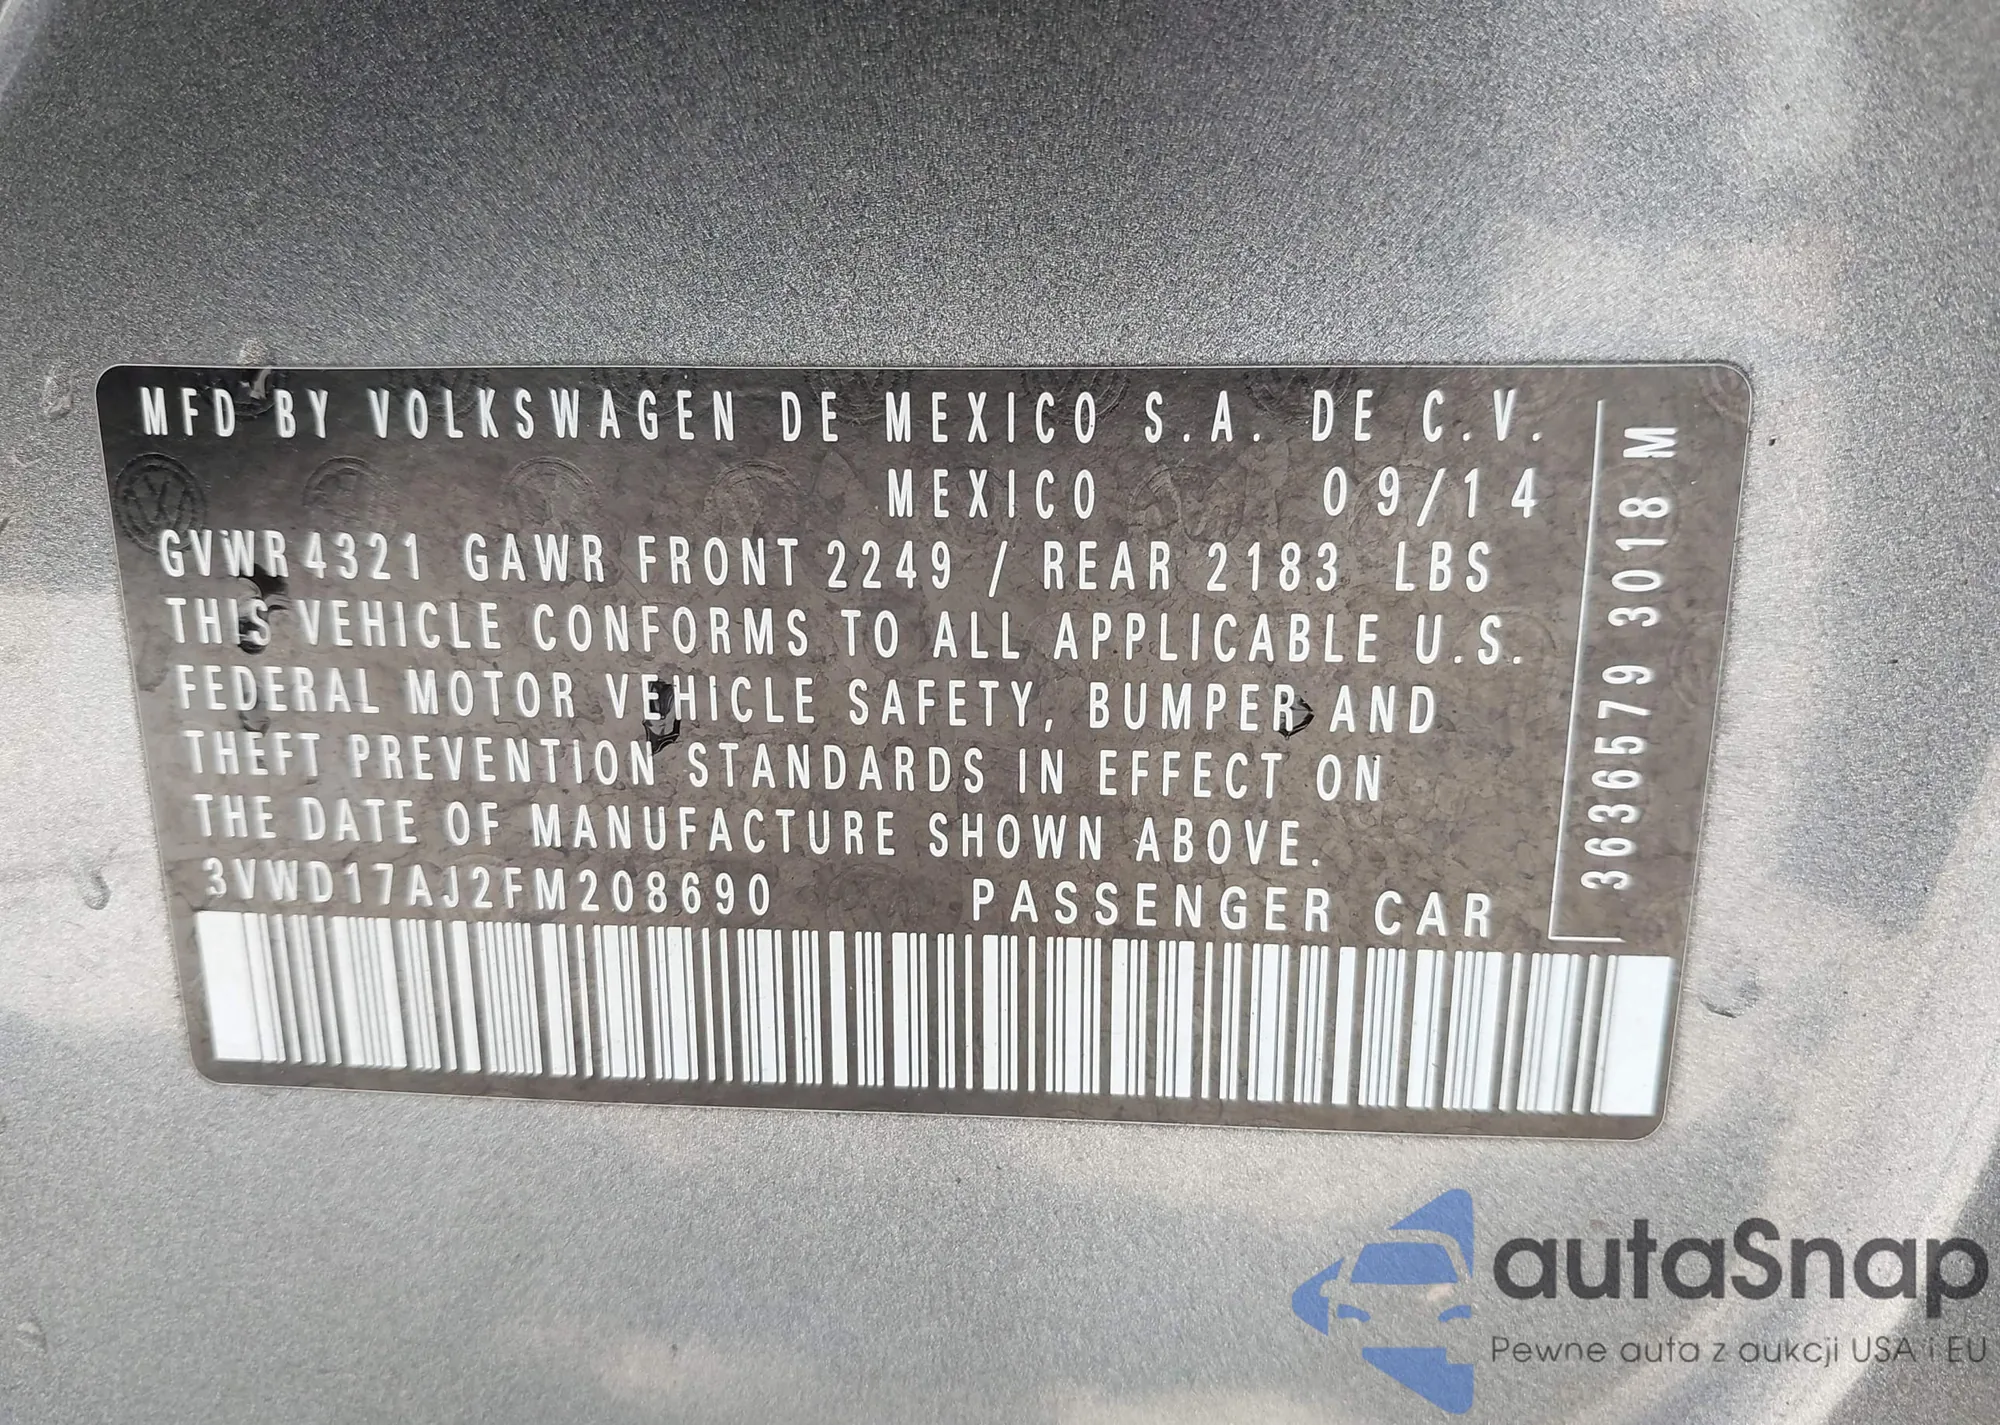 MFD BY VOLKSWAGEN DE MEXICO S.A. DE C.V.
MEXICO 09/14
GVWR 4321 GAWR FRONT 2249 / REAR 2183 LBS
THIS VEHICLE CONFORMS TO ALL APPLICABLE U.S.
FEDERAL MOTOR VEHICLE SAFETY, BUMPER AND
THEFT PREVENTION STANDARDS IN EFFECT ON
THE DATE OF MANUFACTURE SHOWN ABOVE.
3VWD17AJ2FM208690 PASSENGER CAR
3636579 3018 M
autaSnap
Pewne auta z aukcji USA i EU